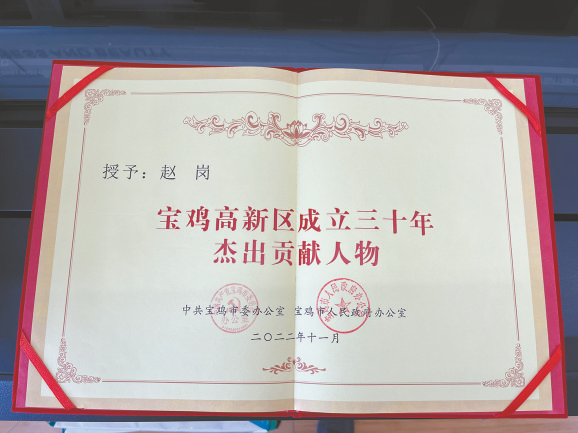 授予：赵 岗
宝鸡高新区成立三十年
杰出贡献人物
中共宝鸡市委办公室 宝鸡市人民政府办公室
二〇二二年十一月